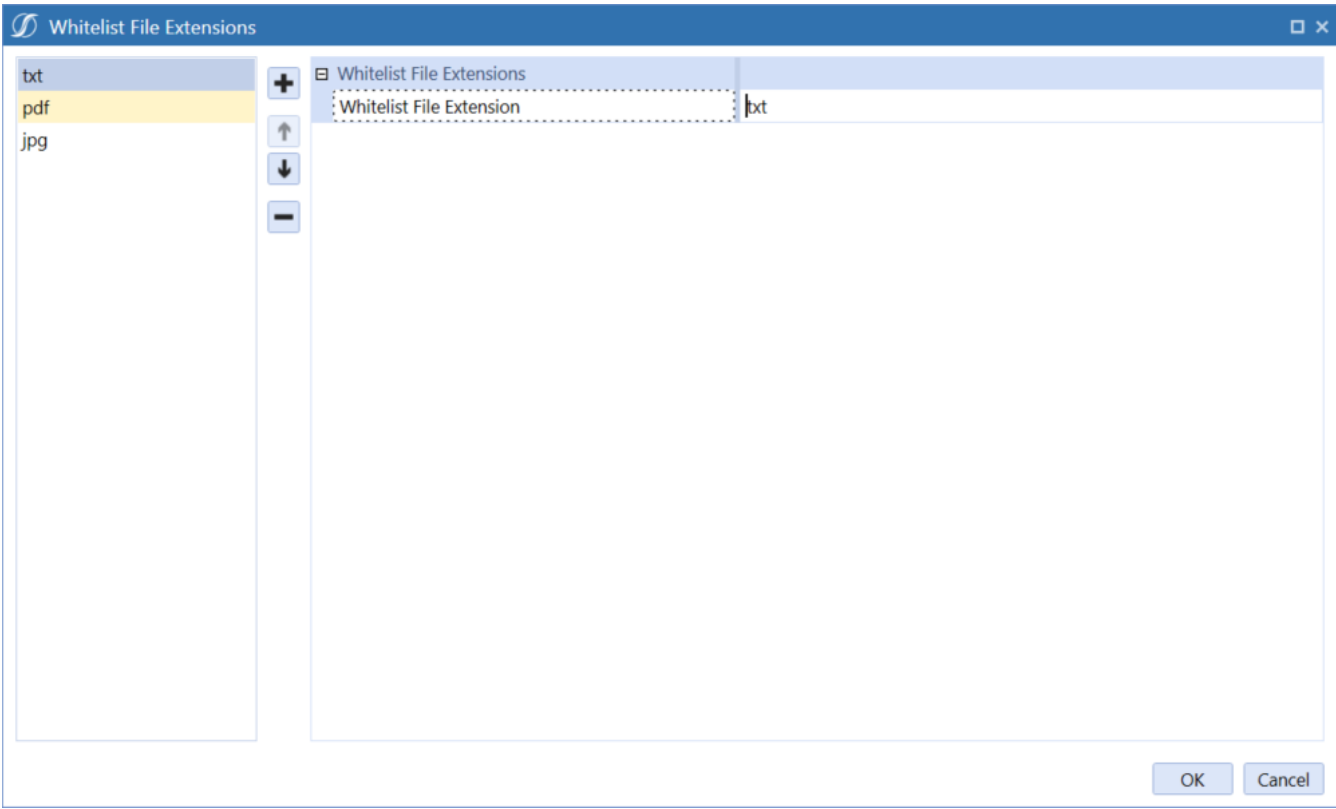 Whitelist File Extensions
txt
pdf
jpg
Whitelist File Extensions
Whitelist File Extension txt
OK Cancel